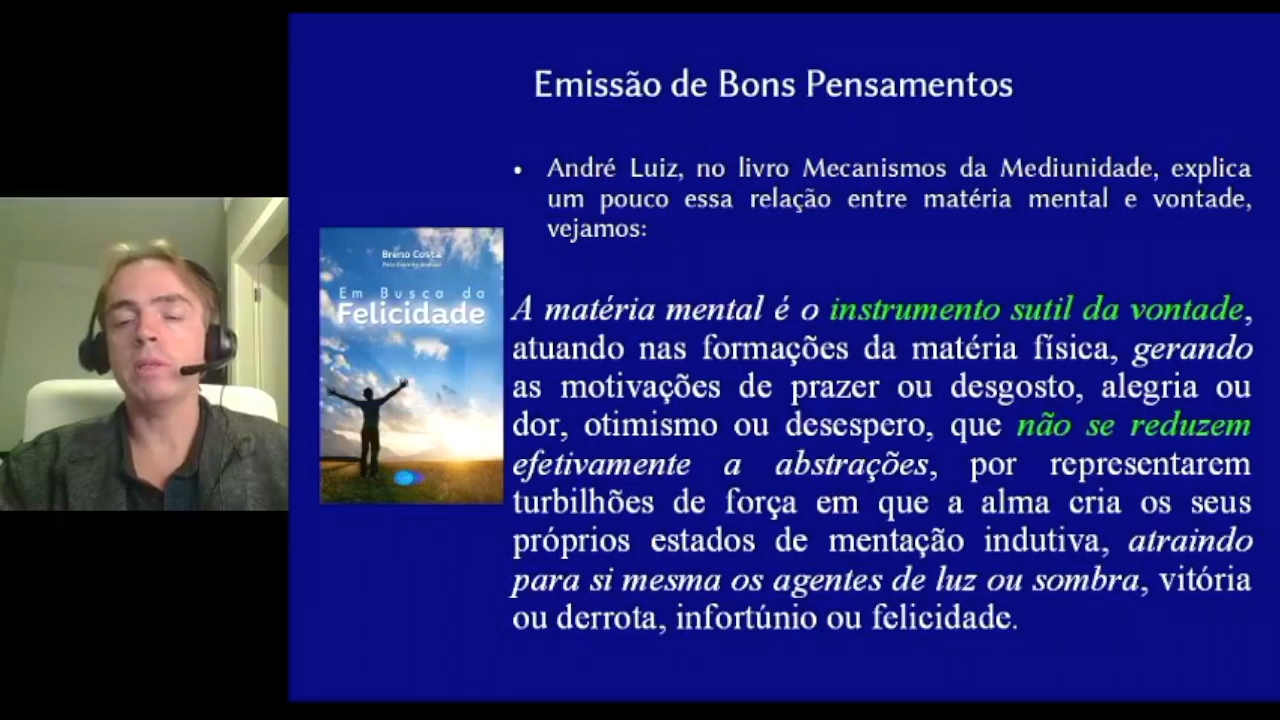 Emissão de Bons Pensamentos
• André Luiz, no livro Mecanismos da Mediunidade, explica
um pouco essa relação entre matéria mental e vontade,
vejamos:
Breno Costa
Em Busca da
Felicidade
A matéria mental é o instrumento sutil da vontade,
atuando nas formações da matéria física, gerando
as motivações de prazer ou desgosto, alegria ou
dor, otimismo ou desespero, que não se reduzem
efetivamente a abstrações, por representarem
turbilhões de força em que a alma cria os seus
próprios estados de mentação indutiva, atraindo
para si mesma os agentes de luz ou sombra, vitória
ou derrota, infortúnio ou felicidade.